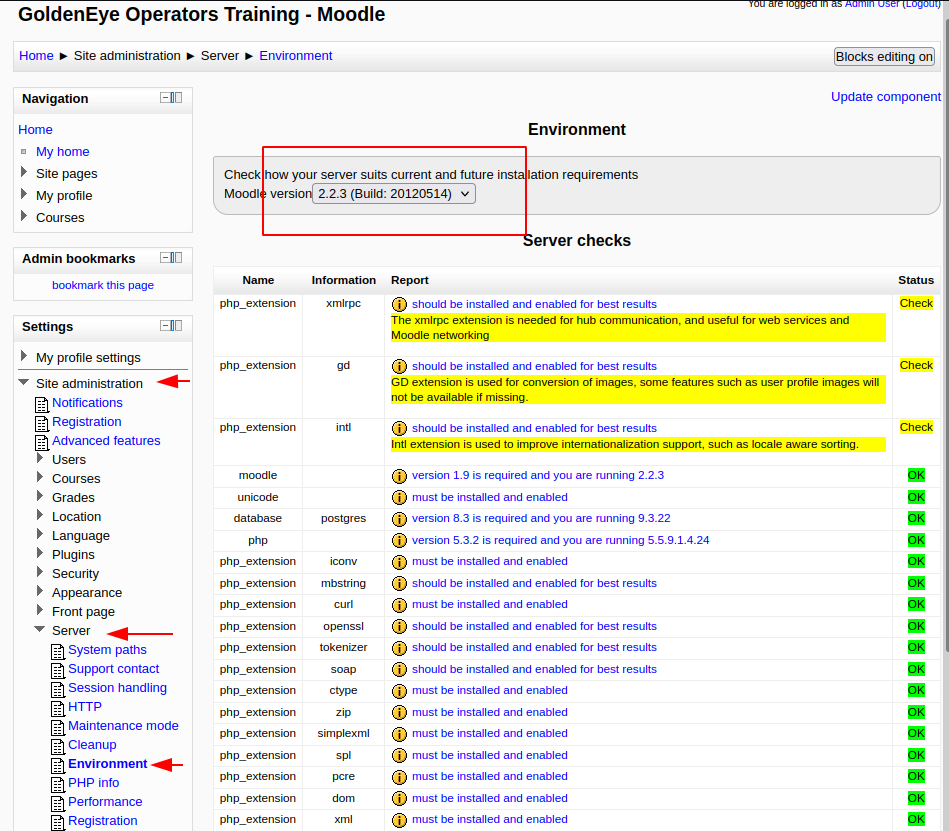 You are logged in as Admin User (Logout)
GoldenEye Operators Training - Moodle
Home ► Site administration ► Server ► Environment
Blocks editing on
Navigation
Home
My home
Site pages
My profile
Courses
Admin bookmarks
bookmark this page
Settings
My profile settings
Site administration
Notifications
Registration
Advanced features
Users
Courses
Grades
Location
Language
Plugins
Security
Appearance
Front page
Server
System paths
Support contact
Session handling
HTTP
Maintenance mode
Cleanup
Environment
PHP info
Performance
Registration
Update component
Environment
Check how your server suits current and future installation requirements
Moodle version 2.2.3 (Build: 20120514)
Server checks
Name Information Report Status
php_extension xmlrpc should be installed and enabled for best results Check
The xmlrpc extension is needed for hub communication, and useful for web services and
Moodle networking
php_extension gd should be installed and enabled for best results Check
GD extension is used for conversion of images, some features such as user profile images will
not be available if missing.
php_extension intl should be installed and enabled for best results Check
Intl extension is used to improve internationalization support, such as locale aware sorting.
moodle version 1.9 is required and you are running 2.2.3 OK
unicode must be installed and enabled OK
database postgres version 8.3 is required and you are running 9.3.22 OK
php version 5.3.2 is required and you are running 5.5.9.1.4.24 OK
php_extension iconv must be installed and enabled OK
php_extension mbstring should be installed and enabled for best results OK
php_extension curl must be installed and enabled OK
php_extension openssl should be installed and enabled for best results OK
php_extension tokenizer should be installed and enabled for best results OK
php_extension soap should be installed and enabled for best results OK
php_extension ctype must be installed and enabled OK
php_extension zip must be installed and enabled OK
php_extension simplexml must be installed and enabled OK
php_extension spl must be installed and enabled OK
php_extension pcre must be installed and enabled OK
php_extension dom must be installed and enabled OK
php_extension xml must be installed and enabled OK